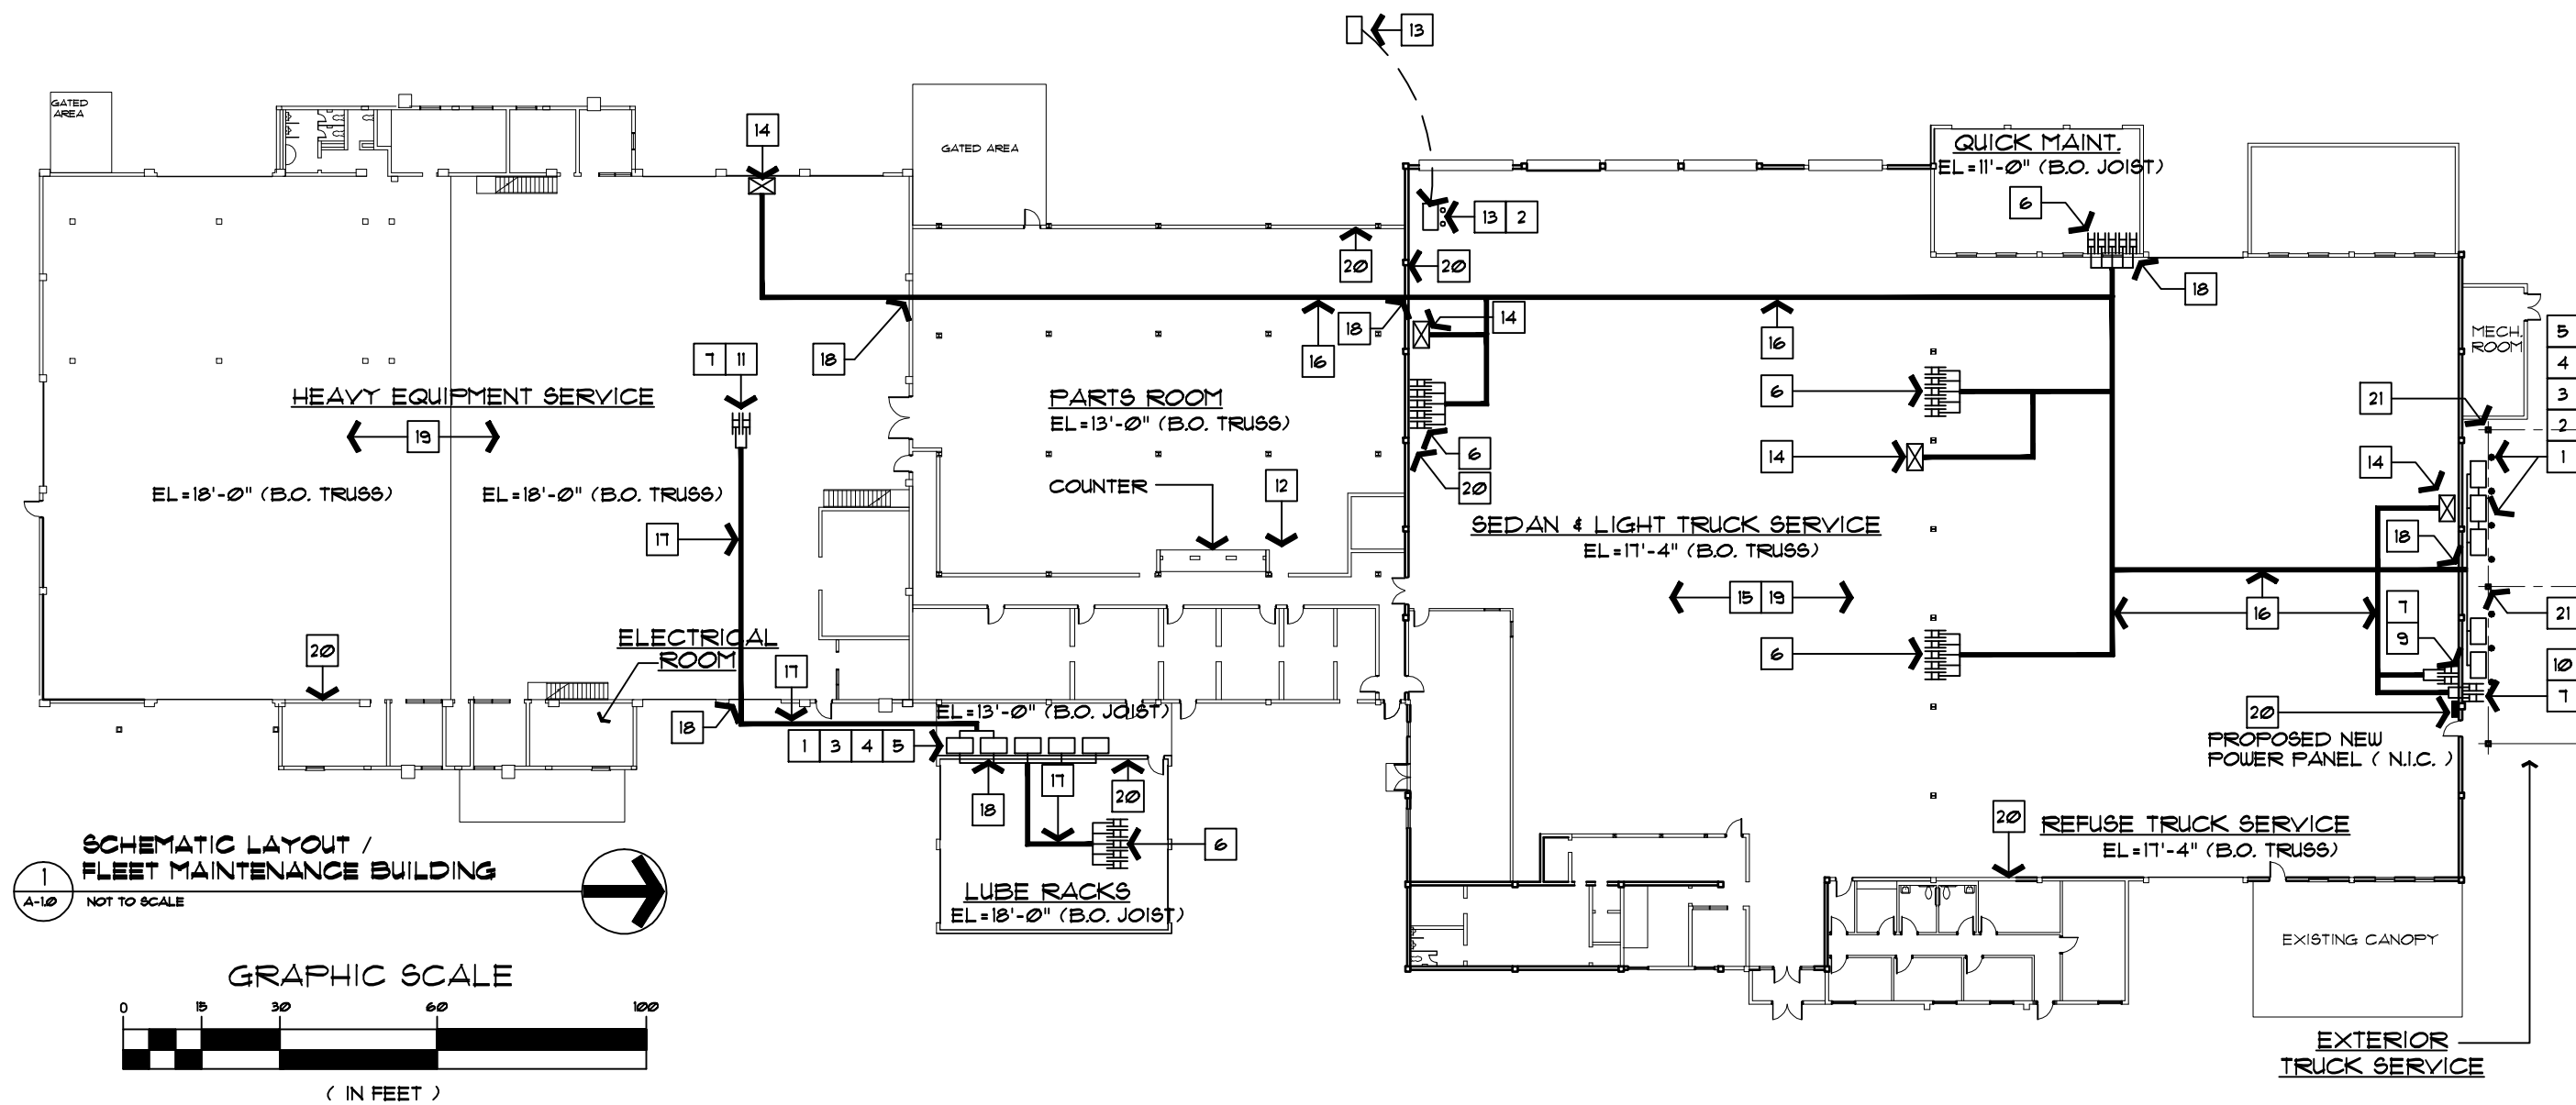 13
GATED
AREA
14
GATED AREA
QUICK MAINT.
EL=11'-0" (B.O. JOIST)
6
13 2
20
20
18
18
14
18
16
16
MECH.
ROOM
5
4
3
2
1
7 11
6
HEAVY EQUIPMENT SERVICE
19
PARTS ROOM
EL=13'-0" (B.O. TRUSS)
21
6
14
14
20
COUNTER
12
EL=18'-0" (B.O. TRUSS)
EL=18'-0" (B.O. TRUSS)
17
SEDAN & LIGHT TRUCK SERVICE
EL=17'-4" (B.O. TRUSS)
18
15 19
16
7
9
21
20
ELECTRICAL
ROOM
17
6
10
7
18
EL=13'-0" (B.O. JOIST)
20
PROPOSED NEW
POWER PANEL ( N.I.C. )
1 3 4 5
17
18
20
6
20
REFUSE TRUCK SERVICE
EL=17'-4" (B.O. TRUSS)
SCHEMATIC LAYOUT /
FLEET MAINTENANCE BUILDING
1
A-1.0
NOT TO SCALE
LUBE RACKS
EL=18'-0" (B.O. JOIST)
EXISTING CANOPY
GRAPHIC SCALE
0 15 30 60 100
( IN FEET )
EXTERIOR
TRUCK SERVICE